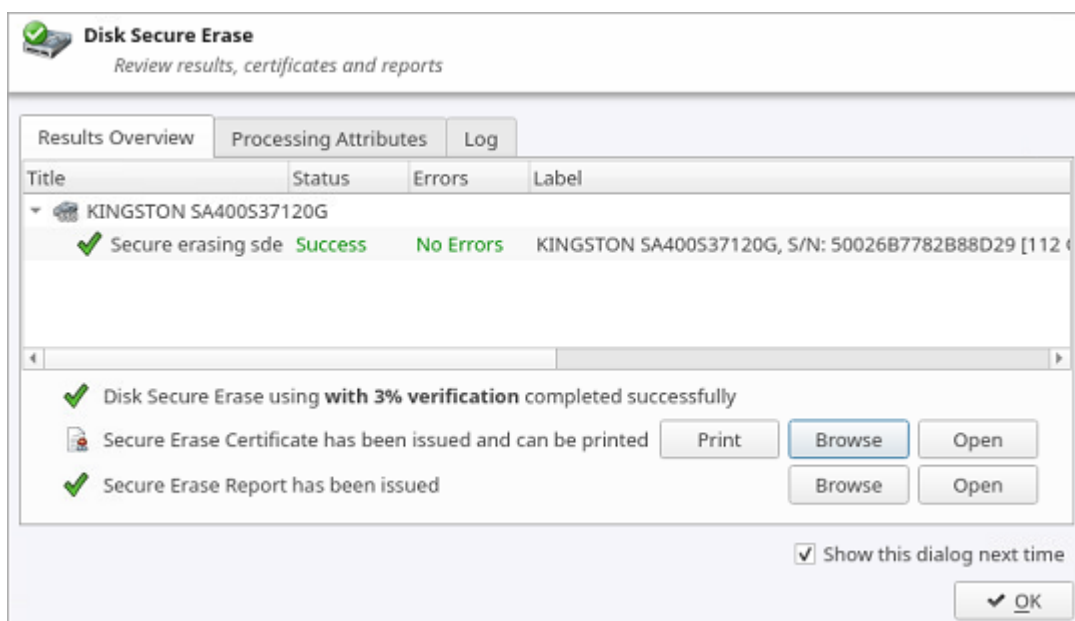 Disk Secure Erase
Review results, certificates and reports
Results Overview Processing Attributes Log
Title Status Errors Label
KINGSTON SA400S37120G
Secure erasing sde Success No Errors KINGSTON SA400S37120G, S/N: 50026B7782B88D29 [112
Disk Secure Erase using with 3% verification completed successfully
Secure Erase Certificate has been issued and can be printed Print Browse Open
Secure Erase Report has been issued Browse Open
Show this dialog next time
OK